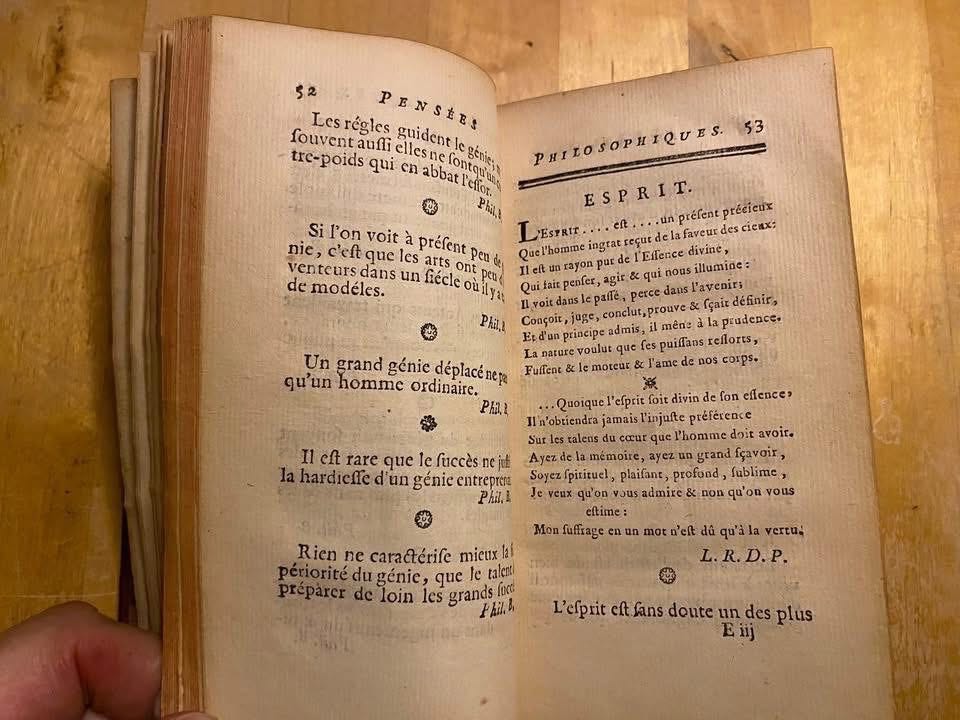 52 PENSÉES
Les régles guident le génie;
souvent aussi elles ne sont qu'un
tre-poids qui en abbat l'essor.
Phil.
Si l'on voit à présent peu de
nie, c'est que les arts ont peu
venteurs dans un siécle où il y a
de modéles.
Phil.
Un grand génie déplacé ne
qu'un homme ordinaire.
Phil. B.
Il est rare que le succès ne
la hardiesse d'un génie
Phil. B.
Rien ne caractérise mieux la
périorité du génie, que le talent
préparer de loin les grands
Phil. B.
PHILOSOPHIQUES. 53
ESPRIT.
L'ESPRIT .... est .... un présent précieux
Que l'homme ingrat reçut de la faveur des cieux:
Il est un rayon pur de l'Essence divine,
Qui fait penser, agir & qui nous illumine:
Il voit dans le passé, perce dans l'avenir;
Conçoit, juge, conclut, prouve & sçait définir,
Et d'un principe admis, il mêne à la prudence.
La nature voulut que ses puissans ressorts,
Fussent & le moteur & l'ame de nos corps.
...Quoique l'esprit soit divin de son essence,
Il n'obtiendra jamais l'injuste préférence
Sur les talens du cœur que l'homme doit avoir.
Ayez de la mémoire, ayez un grand sçavoir,
Soyez spirituel, plaisant, profond, sublime,
Je veux qu'on vous admire & non qu'on vous
estime:
Mon suffrage en un mot n'est dû qu'à la vertu.
L. R. D. P.
L'esprit est sans doute un des plus
E iij